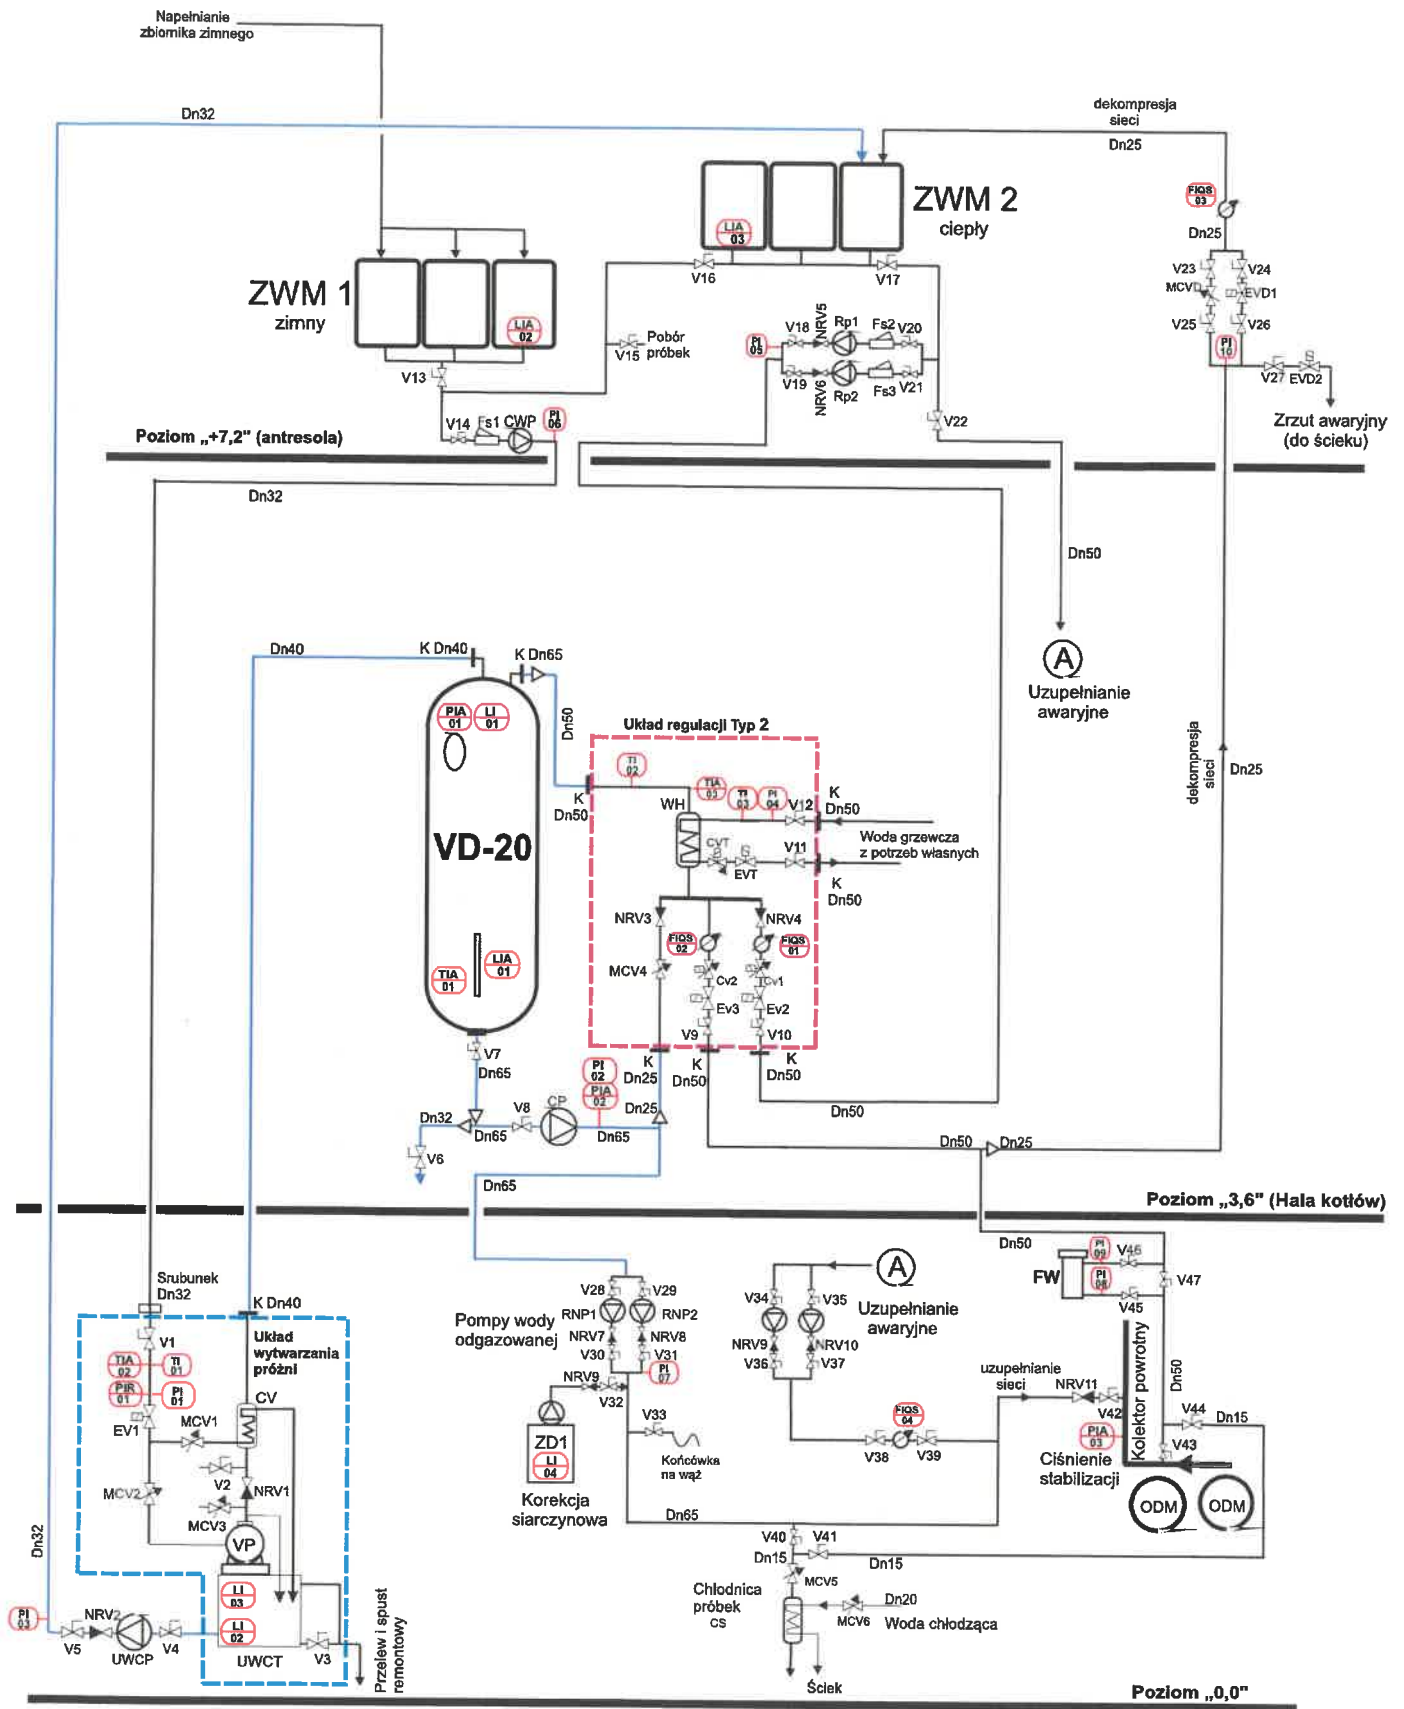 Napełnianie
zbiornika zimnego
Dn32
dekompresja
sieci
Dn25
ZWM 2
ciepły
LIA
03
FIQS
03
Dn25
ZWM 1
zimny
LIA
02
V16
V17
V23
V24
MCVD
EVD1
V25
V26
PI
10
V27
EVD2
Zrzut awaryjny
(do ścieku)
V15
Pobór
próbek
PI
05
V18
NRV5
Rp1
Fs2
V20
V19
NRV6
Rp2
Fs3
V21
V13
V14
Fs1
CWP
PI
06
V22
Poziom „+7,2" (antresola)
Dn32
Dn50
A
Uzupełnianie
awaryjne
Dn40
K Dn40
K Dn65
PIA
01
LI
01
Dn50
VD-20
TIA
01
LIA
01
Układ regulacji Typ 2
TI
02
TIA
03
TI
03
PI
04
V12
K
Dn50
K
Dn50
WH
Woda grzewcza
z potrzeb własnych
CVT
EVT
V11
K
Dn50
NRV3
NRV4
FIQS
02
FIQS
01
MCV4
Cv2
Cv1
Ev3
Ev2
V9
V10
K
Dn25
K
Dn50
K
Dn50
dekompresja
sieci
Dn25
V7
Dn65
PI
02
PIA
02
Dn25
Dn32
V8
CP
Dn65
Dn65
V6
Dn50
Dn50
Dn25
Dn65
Poziom „3,6" (Hala kotłów)
Srubunek
Dn32
K Dn40
V1
Układ
wytwarzania
próżni
TIA
02
TI
01
PIR
01
PI
01
CV
EV1
MCV1
V2
MCV2
NRV1
MCV3
VP
LI
03
LI
02
UWCT
V3
Dn32
PI
03
NRV2
V5
UWCP
V4
Przelew i spust
remontowy
Pompy wody
odgazowanej
V28
V29
RNP1
RNP2
NRV7
NRV8
V30
V31
PI
07
NRV9
V32
ZD1
LI
04
Korekcja
siarczynowa
V33
Końcówka
na wąż
V34
V35
NRV9
NRV10
V36
V37
A
Uzupełnianie
awaryjne
uzupełnianie
sieci
FIQS
04
V38
V39
Dn65
Dn50
PI
09
V46
FW
PI
08
V45
V47
Kolektor powrotny
Dn50
NRV11
V42
PIA
03
Ciśnienie
stabilizacji
V44
Dn15
V43
ODM
ODM
V40
V41
Dn15
Dn15
MCV5
Chłodnica
próbek
CS
Dn20
MCV6
Woda chłodząca
Ściek
Poziom „0,0"